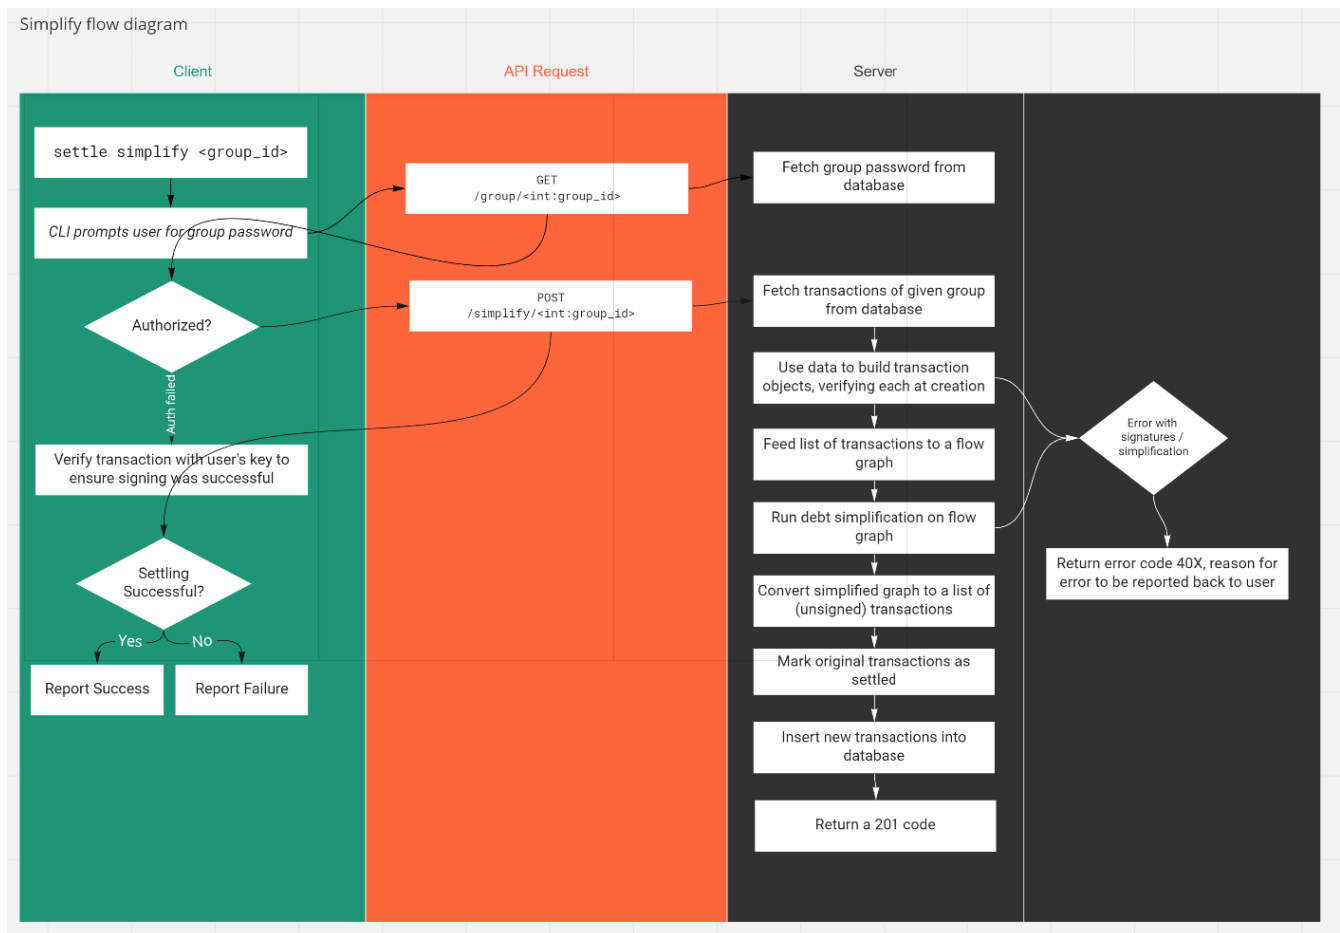 Simplify flow diagram
Client
API Request
Server
settle simplify <group_id>
CLI prompts user for group password
Authorized?
Auth failed
Verify transaction with user's key to
ensure signing was successful
Settling
Successful?
Yes
No
Report Success
Report Failure
GET
/group/<int:group_id>
POST
/simplify/<int:group_id>
Fetch group password from
database
Fetch transactions of given group
from database
Use data to build transaction
objects, verifying each at creation
Feed list of transactions to a flow
graph
Run debt simplification on flow
graph
Convert simplified graph to a list of
(unsigned) transactions
Mark original transactions as
settled
Insert new transactions into
database
Return a 201 code
Error with
signatures /
simplification
Return error code 40X, reason for
error to be reported back to user